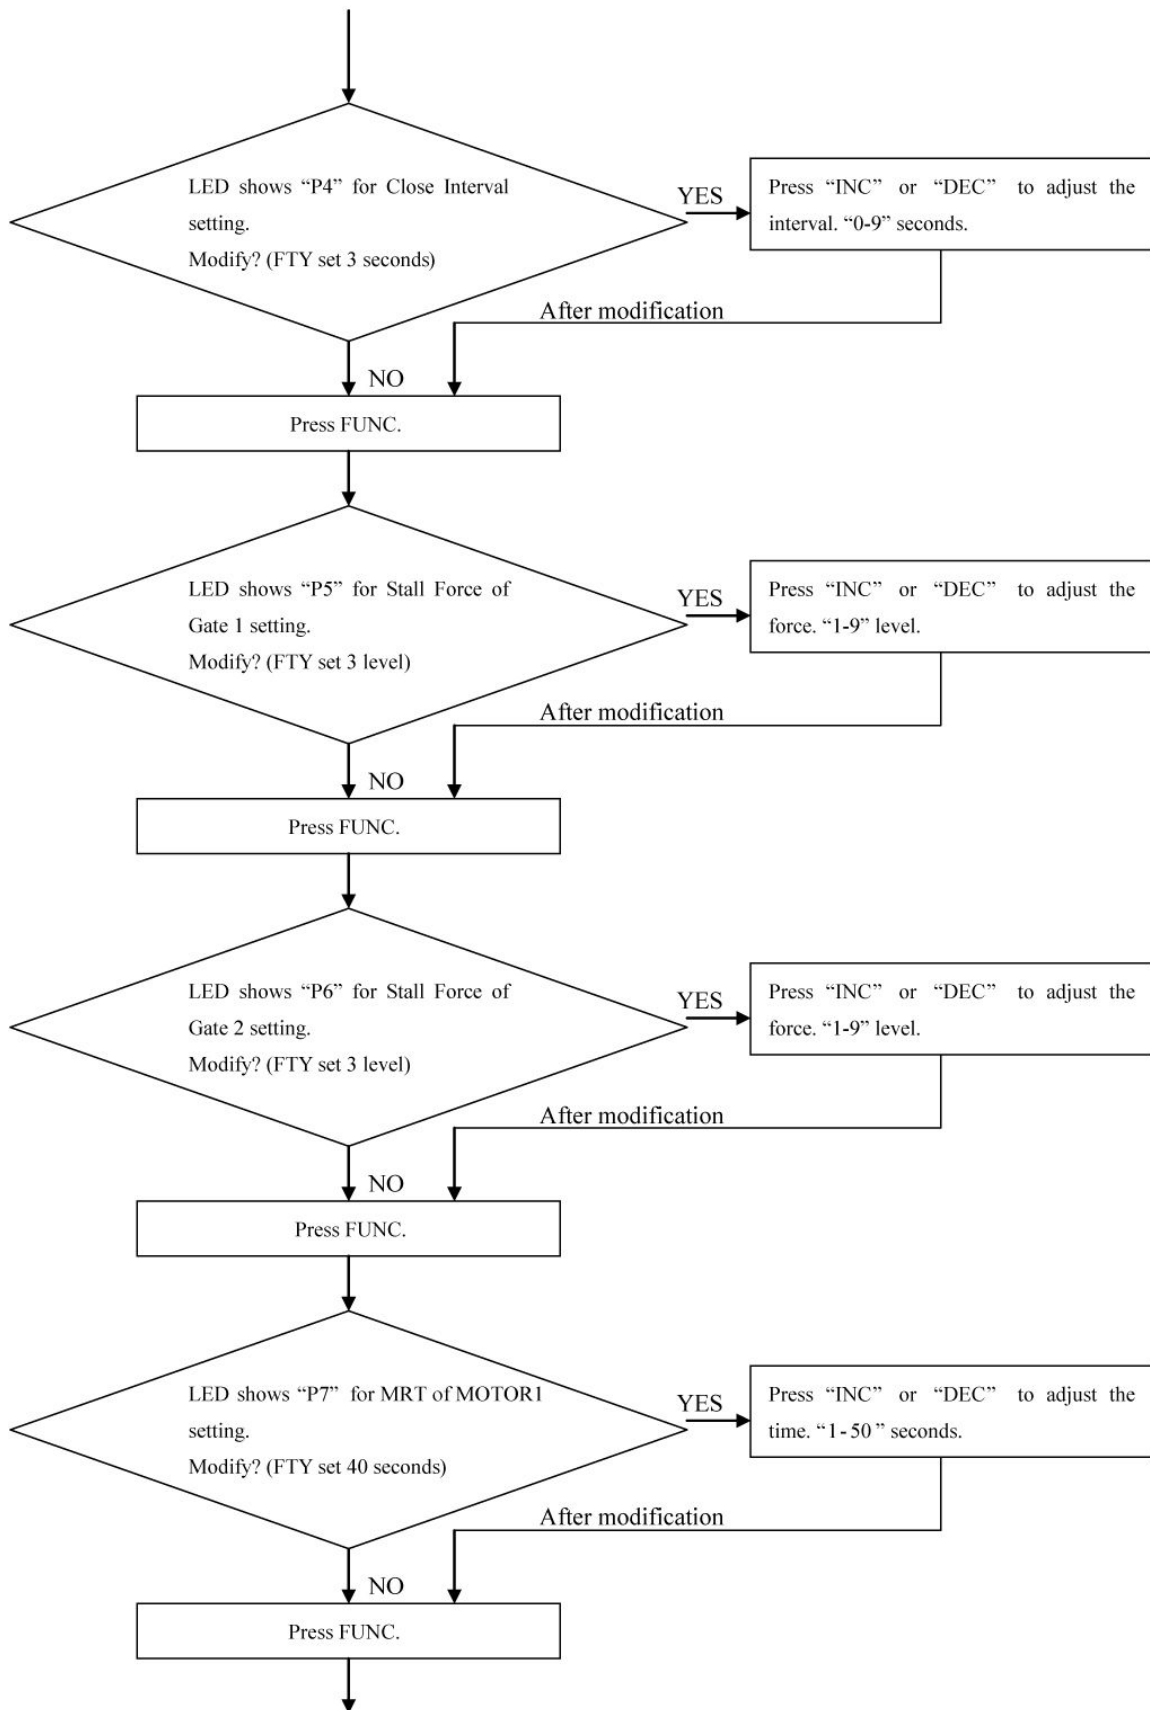 LED shows “P4” for Close Interval
setting.
Modify? (FTY set 3 seconds)
YES
Press “INC” or “DEC” to adjust the
interval. “0-9” seconds.
After modification
NO
Press FUNC.
LED shows “P5” for Stall Force of
Gate 1 setting.
Modify? (FTY set 3 level)
YES
Press “INC” or “DEC” to adjust the
force. “1-9” level.
After modification
NO
Press FUNC.
LED shows “P6” for Stall Force of
Gate 2 setting.
Modify? (FTY set 3 level)
YES
Press “INC” or “DEC” to adjust the
force. “1-9” level.
After modification
NO
Press FUNC.
LED shows “P7” for MRT of MOTOR1
setting.
Modify? (FTY set 40 seconds)
YES
Press “INC” or “DEC” to adjust the
time. “1-50” seconds.
After modification
NO
Press FUNC.